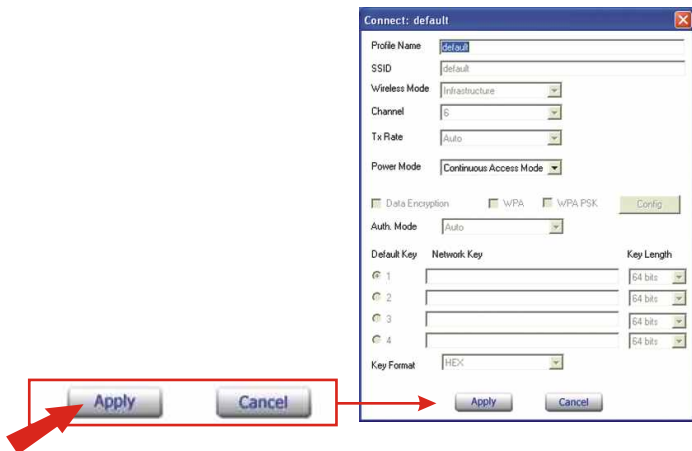 Connect: default
Profile Name default
SSID default
Wireless Mode Infrastructure
Channel 6
Tx Rate Auto
Power Mode Continuous Access Mode
Data Encryption WPA WPA PSK Config
Auth. Mode Auto
Default Key Network Key Key Length
1 64 bits
2 64 bits
3 64 bits
4 64 bits
Key Format HEX
Apply Cancel
Apply Cancel